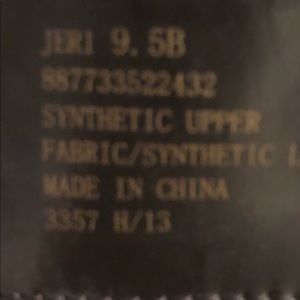 JERI 9.5B
887733522432
SYNTHETIC UPPER
FABRIC/SYNTHETIC L
MADE IN CHINA
3357 H/13